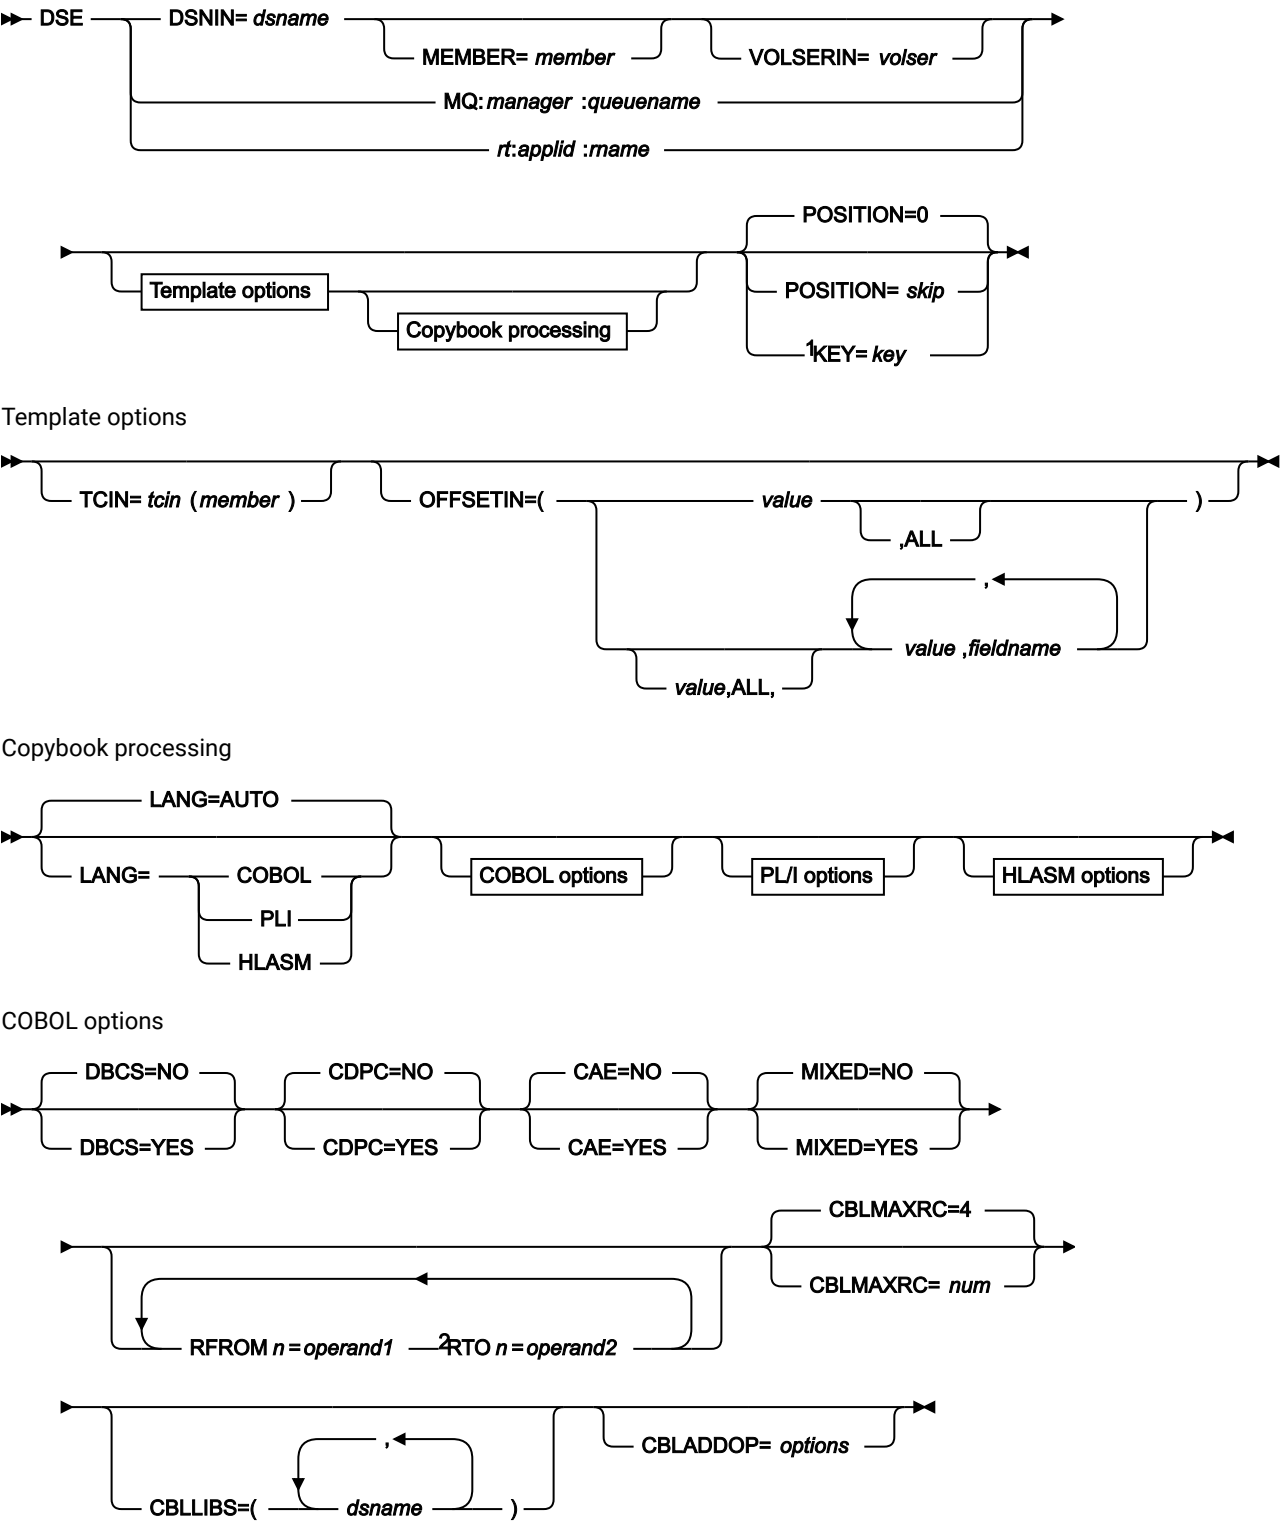 DSE DSNIN= dsname
MEMBER= member VOLSERIN= volser
MQ:manager :queuename
rt:applid :rname
POSITION=0
Template options POSITION= skip
Copybook processing
1KEY= key
Template options
TCIN= tcin (member ) OFFSETIN=( value )
,ALL
,
value ,fieldname
value,ALL,
Copybook processing
LANG=AUTO
LANG= COBOL COBOL options PL/I options HLASM options
PLI
HLASM
COBOL options
DBCS=NO CDPC=NO CAE=NO MIXED=NO
DBCS=YES CDPC=YES CAE=YES MIXED=YES
CBLMAXRC=4
CBLMAXRC= num
RFROM n =operand1 2RTO n =operand2
,
CBLADDOP= options
CBLLIBS=( dsname )